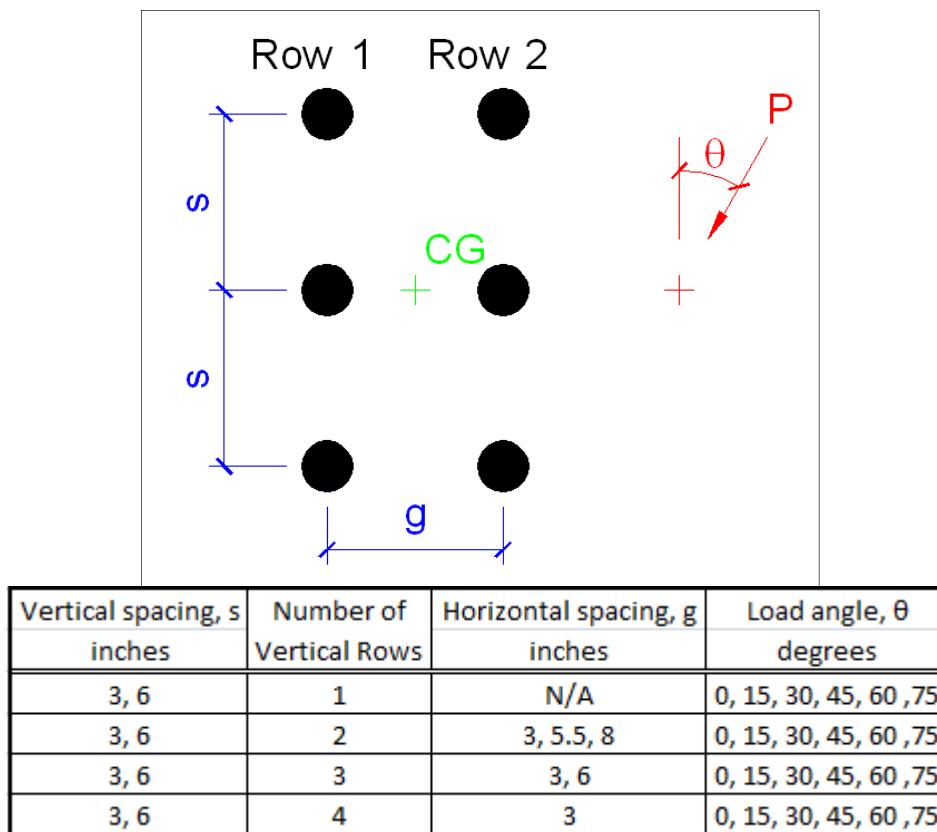 Row 1 Row 2
P
θ
s
CG
s
g
Vertical spacing, s Number of Horizontal spacing, g Load angle, θ
inches Vertical Rows inches degrees
3, 6 1 N/A 0, 15, 30, 45, 60 ,75
3, 6 2 3, 5.5, 8 0, 15, 30, 45, 60 ,75
3, 6 3 3, 6 0, 15, 30, 45, 60 ,75
3, 6 4 3 0, 15, 30, 45, 60 ,75